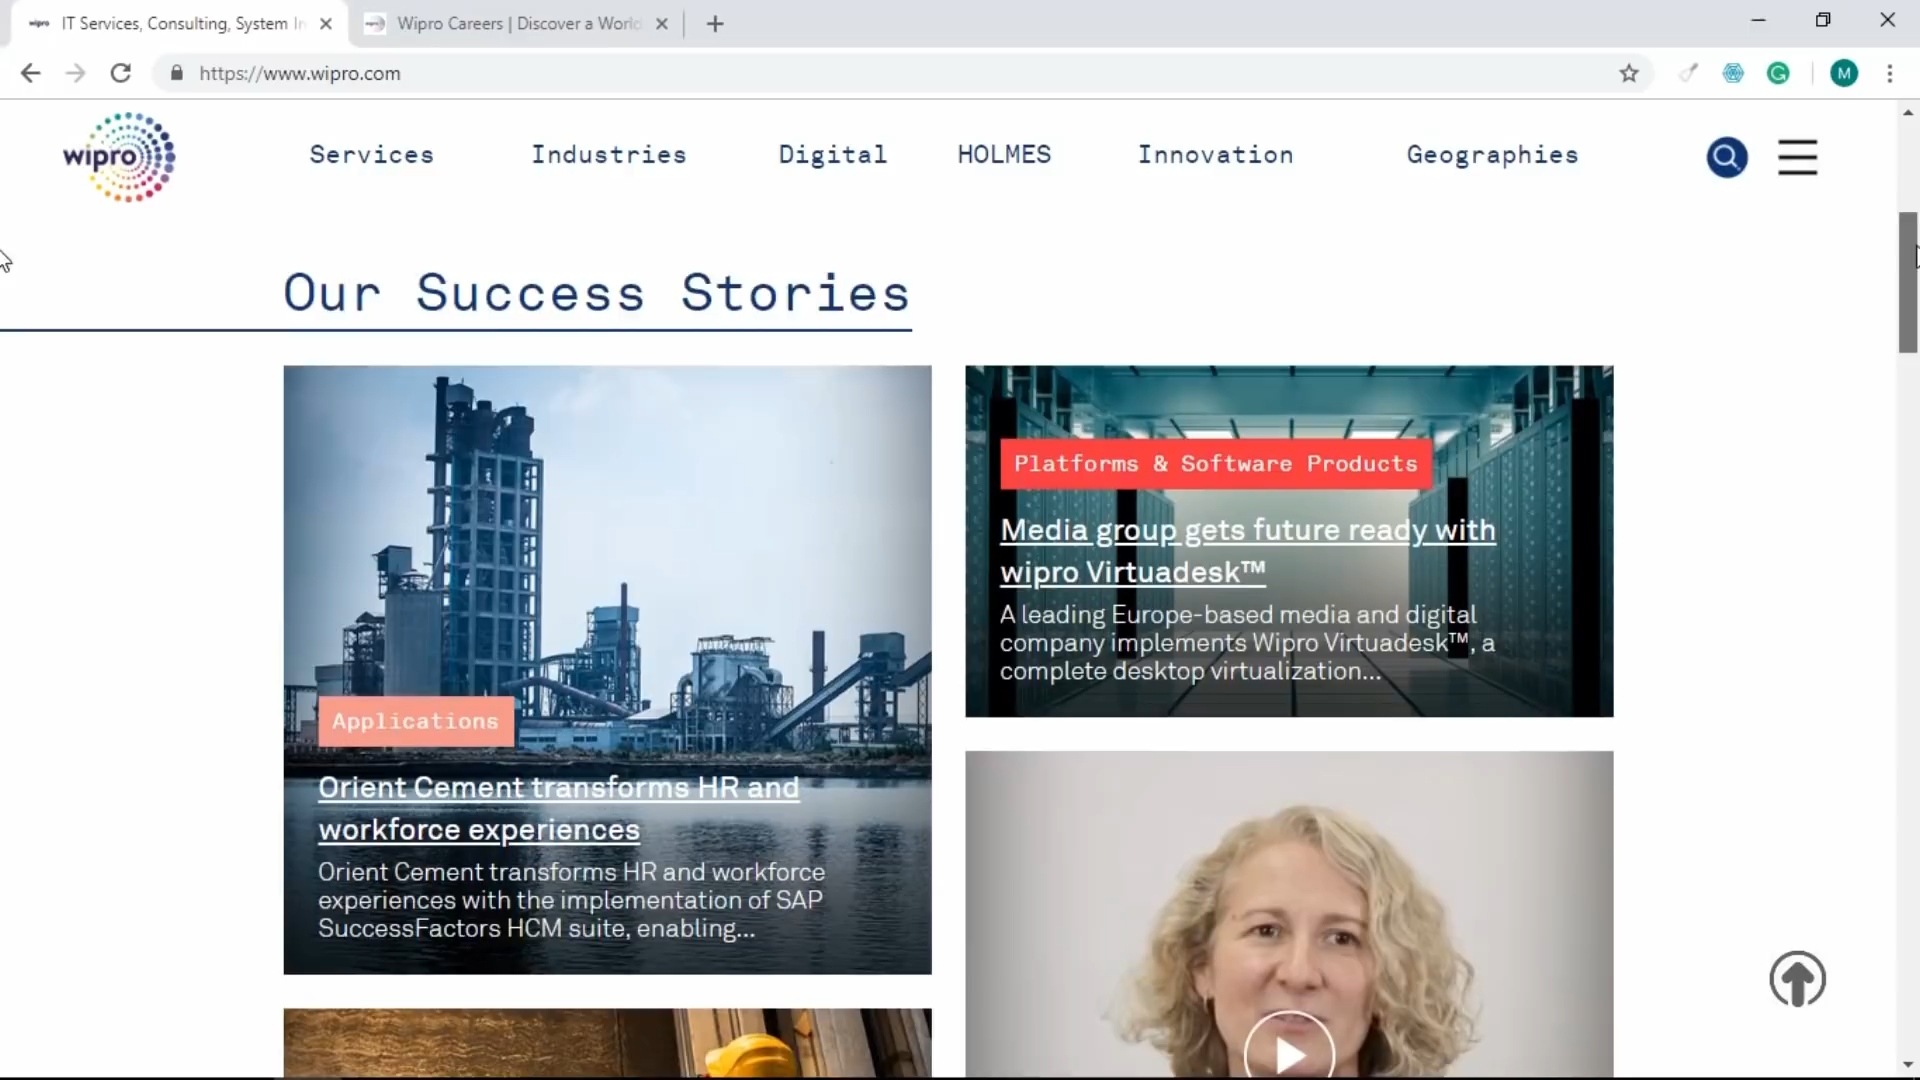 IT Services, Consulting, System In
Wipro Careers | Discover a World
https://www.wipro.com
M
wipro
Services
Industries
Digital
HOLMES
Innovation
Geographies
Our Success Stories
Applications
Orient Cement transforms HR and
workforce experiences
Orient Cement transforms HR and workforce
experiences with the implementation of SAP
SuccessFactors HCM suite, enabling...
Platforms & Software Products
Media group gets future ready with
wipro Virtuadesk™
A leading Europe-based media and digital
company implements Wipro Virtuadesk™, a
complete desktop virtualization...